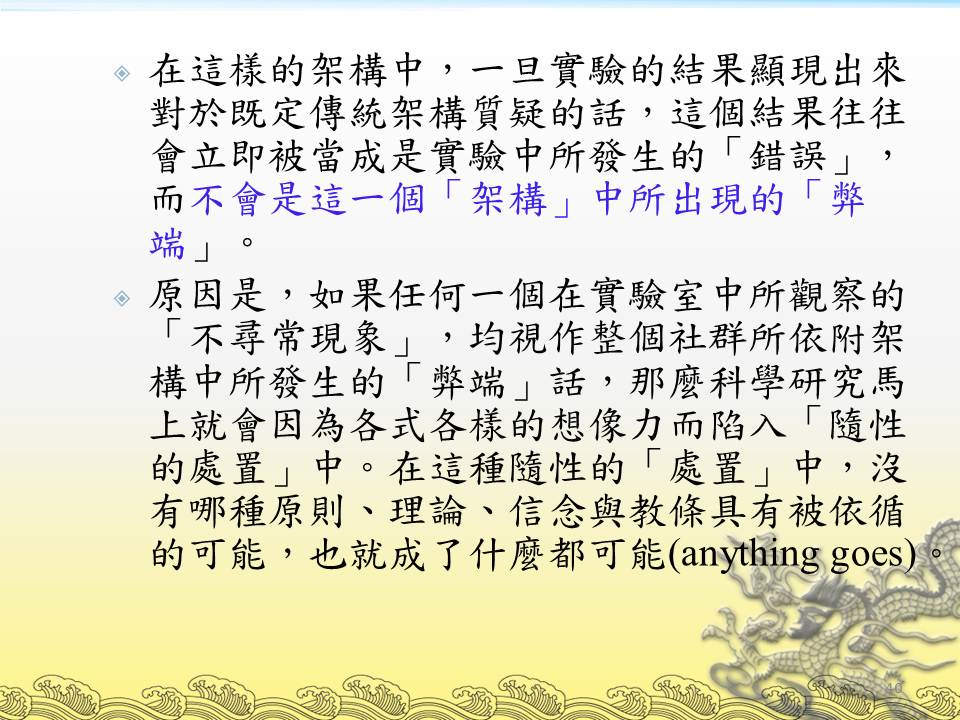 在這樣的架構中，一旦實驗的結果顯現出來
對於既定傳統架構質疑的話，這個結果往往
會立即被當成是實驗中所發生的「錯誤」，
而不會是這一個「架構」中所出現的「弊
端」。
原因是，如果任何一個在實驗室中所觀察的
「不尋常現象」，均視作整個社群所依附架
構中所發生的「弊端」話，那麼科學研究馬
上就會因為各式各樣的想像力而陷入「隨性
的處置」中。在這種隨性的「處置」中，沒
有哪種原則、理論、信念與教條具有被依循
的可能，也就成了什麼都可能(anything goes)。
40